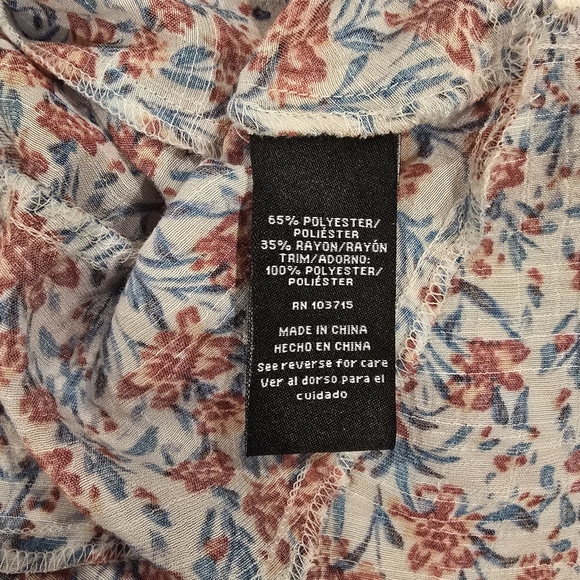 65% POLYESTER/
POLIÉSTER
35% RAYON/RAYÓN
TRIM/ADORNO:
100% POLYESTER/
POLIÉSTER
RN 103715
MADE IN CHINA
HECHO EN CHINA
See reverse for care
Ver al dorso para el
cuidado